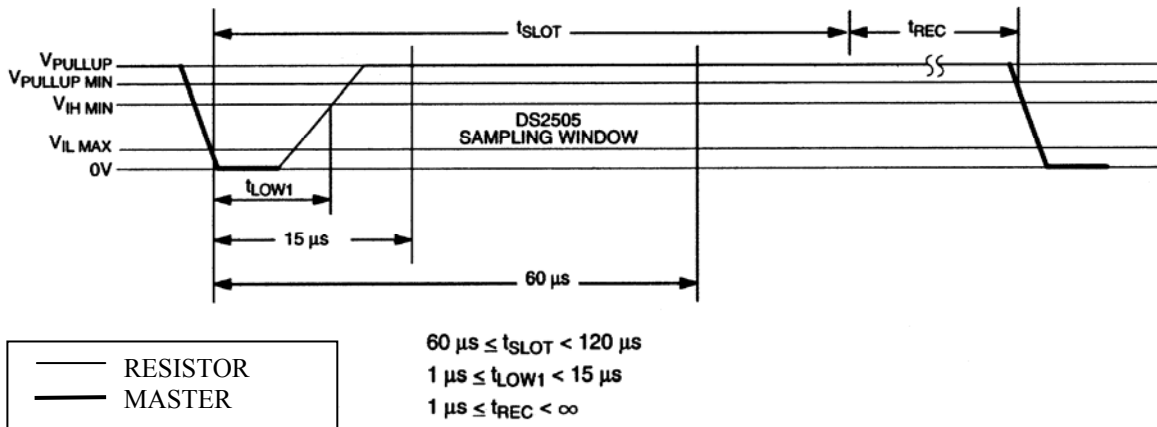 tSLOT
tREC
VPULLUP
VPULLUP MIN
VIH MIN
DS2505
SAMPLING WINDOW
VIL MAX
0V
tLOW1
15 µs
60 µs
60 µs ≤ tSLOT < 120 µs
RESISTOR
1 µs ≤ tLOW1 < 15 µs
MASTER
1 µs ≤ tREC < ∞